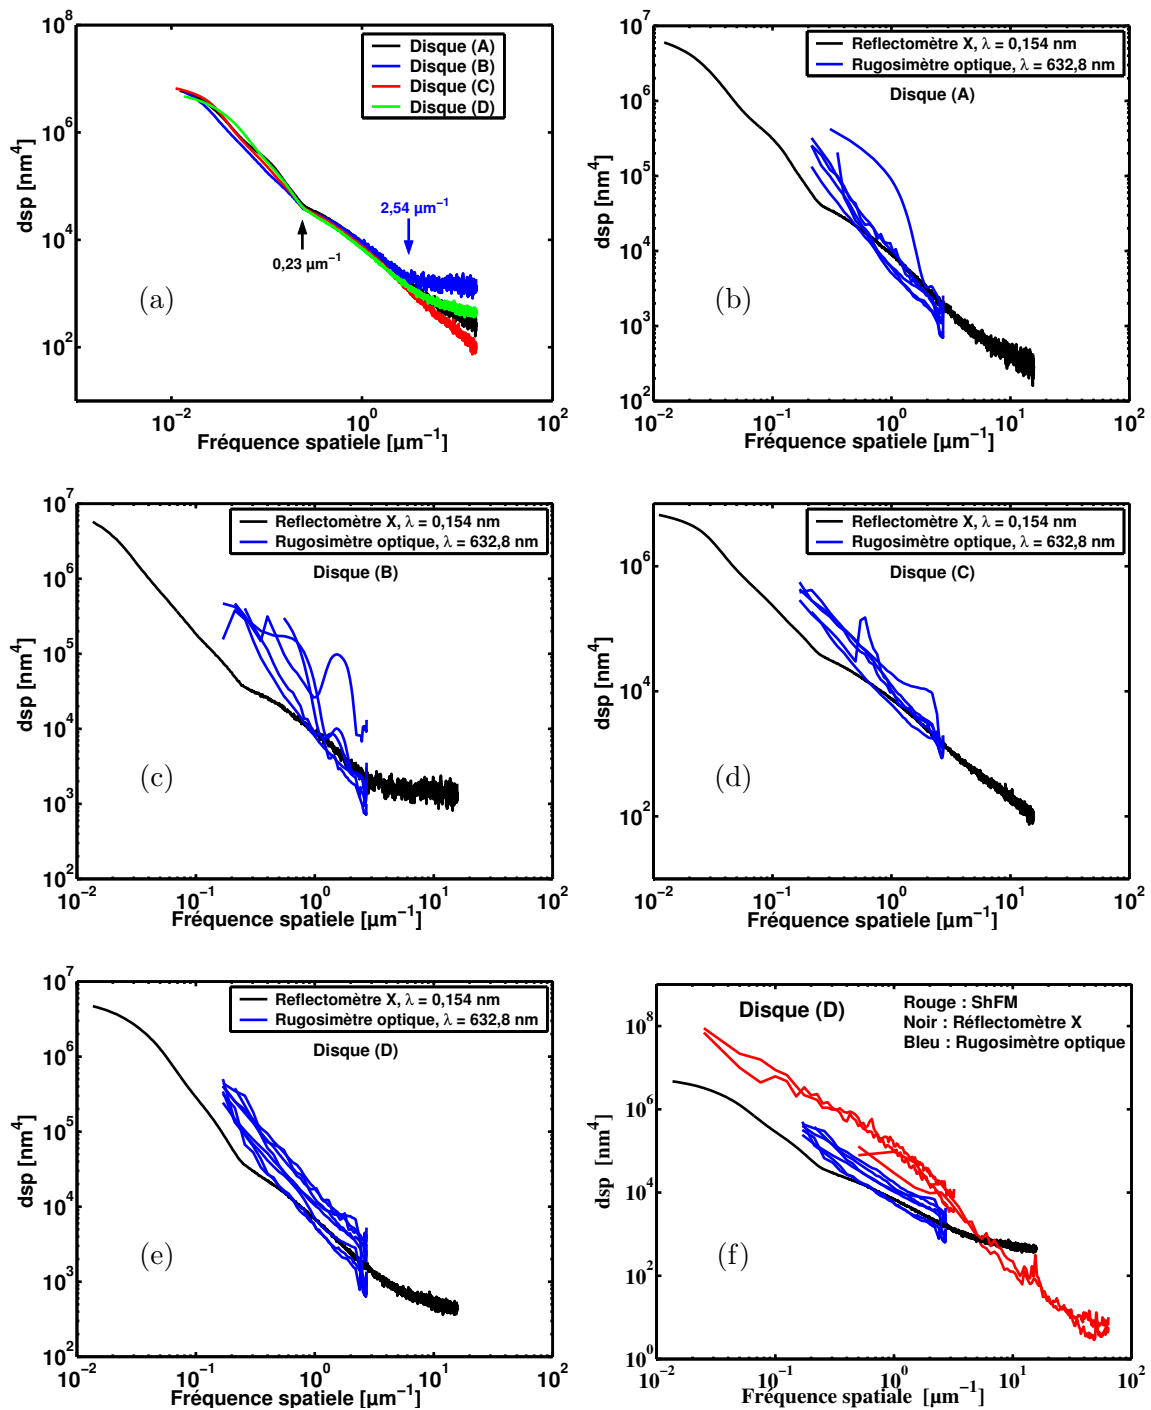 10^8
10^6
10^4
10^2
dsp [nm^4]
Disque (A)
Disque (B)
Disque (C)
Disque (D)
2,54 µm^−1
0,23 µm^−1
(a)
10^−2
10^0
10^2
Fréquence spatiele [µm^−1]
10^7
10^6
10^5
10^4
10^3
10^2
dsp [nm^4]
Reflectomètre X, λ = 0,154 nm
Rugosimètre optique, λ = 632,8 nm
Disque (A)
(b)
10^−2
10^−1
10^0
10^1
10^2
Fréquence spatiele [µm^−1]
10^7
10^6
10^5
10^4
10^3
10^2
dsp [nm^4]
Reflectomètre X, λ = 0,154 nm
Rugosimètre optique, λ = 632,8 nm
Disque (B)
(c)
10^−2
10^−1
10^0
10^1
10^2
Fréquence spatiele [µm^−1]
10^6
10^4
10^2
dsp [nm^4]
Reflectomètre X, λ = 0,154 nm
Rugosimètre optique, λ = 632,8 nm
Disque (C)
(d)
10^−2
10^−1
10^0
10^1
10^2
Fréquence spatiele [µm^−1]
10^7
10^6
10^5
10^4
10^3
10^2
dsp [nm^4]
Reflectomètre X, λ = 0,154 nm
Rugosimètre optique, λ = 632,8 nm
Disque (D)
(e)
10^−2
10^−1
10^0
10^1
10^2
Fréquence spatiele [µm^−1]
10^8
10^6
10^4
10^2
10^0
dsp [nm^4]
Disque (D)
Rouge : ShFM
Noir : Réflectomètre X
Bleu : Rugosimètre optique
(f)
10^−2
10^−1
10^0
10^1
10^2
Fréquence spatiale [µm^−1]